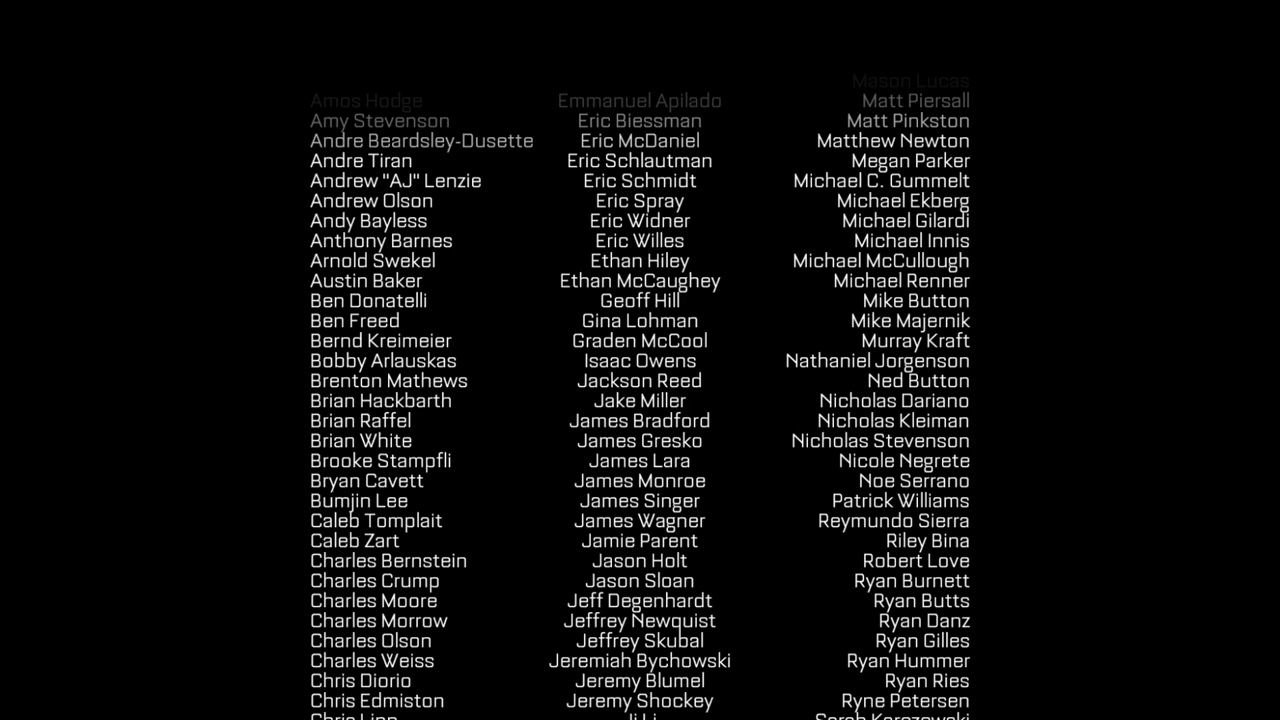 Mason Lucas
Amos Hodge Emmanuel Apilado Matt Piersall
Amy Stevenson Eric Biessman Matt Pinkston
Andre Beardsley-Dusette Eric McDaniel Matthew Newton
Andre Tiran Eric Schlautman Megan Parker
Andrew "AJ" Lenzie Eric Schmidt Michael C. Gummelt
Andrew Olson Eric Spray Michael Ekberg
Andy Bayless Eric Widner Michael Gilardi
Anthony Barnes Eric Willes Michael Innis
Arnold Swekel Ethan Hiley Michael McCullough
Austin Baker Ethan McCaughey Michael Renner
Ben Donatelli Geoff Hill Mike Button
Ben Freed Gina Lohman Mike Majernik
Bernd Kreimeier Graden McCool Murray Kraft
Bobby Arlauskas Isaac Owens Nathaniel Jorgenson
Brenton Mathews Jackson Reed Ned Button
Brian Hackbarth Jake Miller Nicholas Dariano
Brian Raffel James Bradford Nicholas Kleiman
Brian White James Gresko Nicholas Stevenson
Brooke Stampfli James Lara Nicole Negrete
Bryan Cavett James Monroe Noe Serrano
Bumjin Lee James Singer Patrick Williams
Caleb Tomplait James Wagner Reymundo Sierra
Caleb Zart Jamie Parent Riley Bina
Charles Bernstein Jason Holt Robert Love
Charles Crump Jason Sloan Ryan Burnett
Charles Moore Jeff Degenhardt Ryan Butts
Charles Morrow Jeffrey Newquist Ryan Danz
Charles Olson Jeffrey Skubal Ryan Gilles
Charles Weiss Jeremiah Bychowski Ryan Hummer
Chris Diorio Jeremy Blumel Ryan Ries
Chris Edmiston Jeremy Shockey Ryne Petersen
Chris